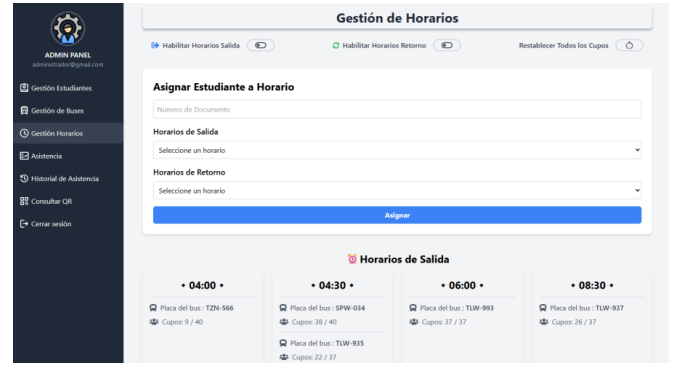 ADMIN PANEL
administrador@gmail.com
Gestión Estudiantes
Gestión de Buses
Gestión Horarios
Asistencia
Historial de Asistencia
Consultar QR
Cerrar sesión
Gestión de Horarios
Habilitar Horarios Salida
Habilitar Horarios Retorno
Restablecer Todos los Cupos
Asignar Estudiante a Horario
Numero de Documento
Horarios de Salida
Seleccione un horario
Horarios de Retorno
Seleccione un horario
Asignar
Horarios de Salida
• 04:00 •
Placa del bus : TZN-566
Cupos: 9 / 40
• 04:30 •
Placa del bus : SPW-034
Cupos: 38 / 40
Placa del bus : TLW-935
Cupos: 22 / 37
• 06:00 •
Placa del bus : TLW-993
Cupos: 37 / 37
• 08:30 •
Placa del bus : TLW-937
Cupos: 26 / 37